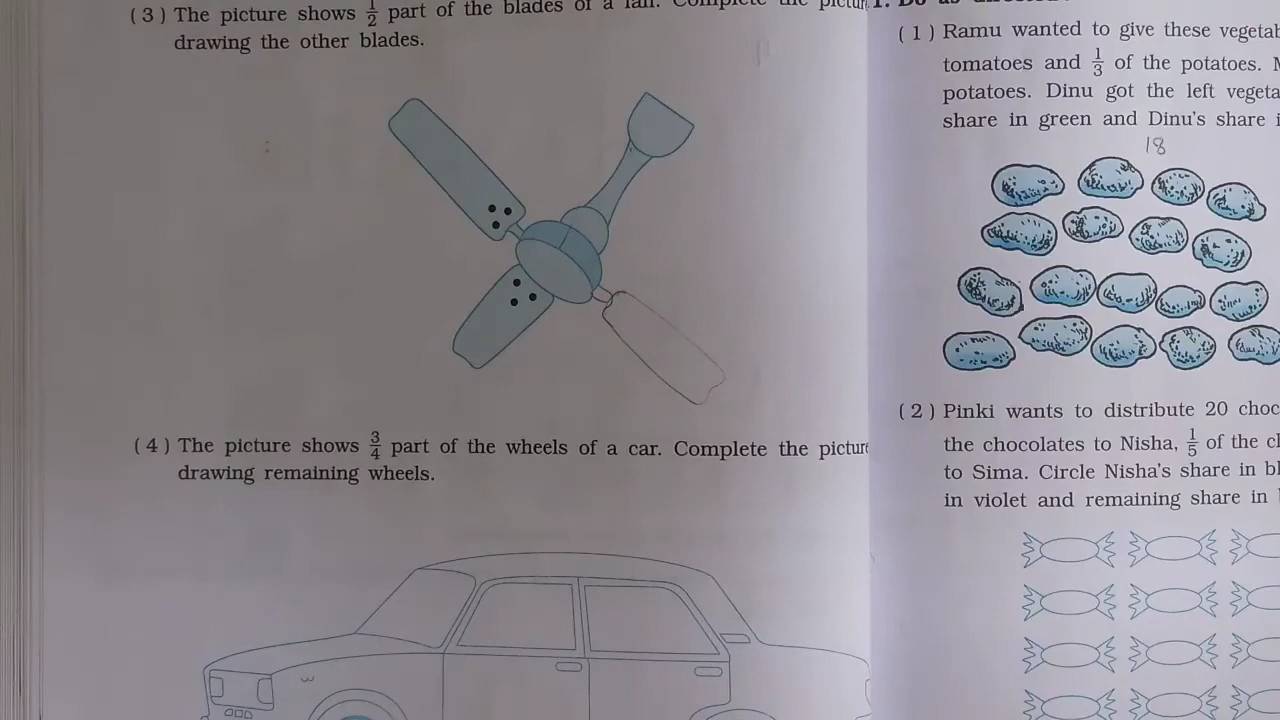 ( 3 ) The picture shows 1/2 part of the blades of a fan. Complete the
drawing the other blades.
( 4 ) The picture shows 3/4 part of the wheels of a car. Complete the
drawing remaining wheels.
( 1 ) Ramu wanted to give these
tomatoes and 1/3 of the potatoes.
potatoes. Dinu got the left
share in green and Dinu's share
18
( 2 ) Pinki wants to distribute 20
the chocolates to Nisha, 1/5 of the
to Sima. Circle Nisha's share in
in violet and remaining share in